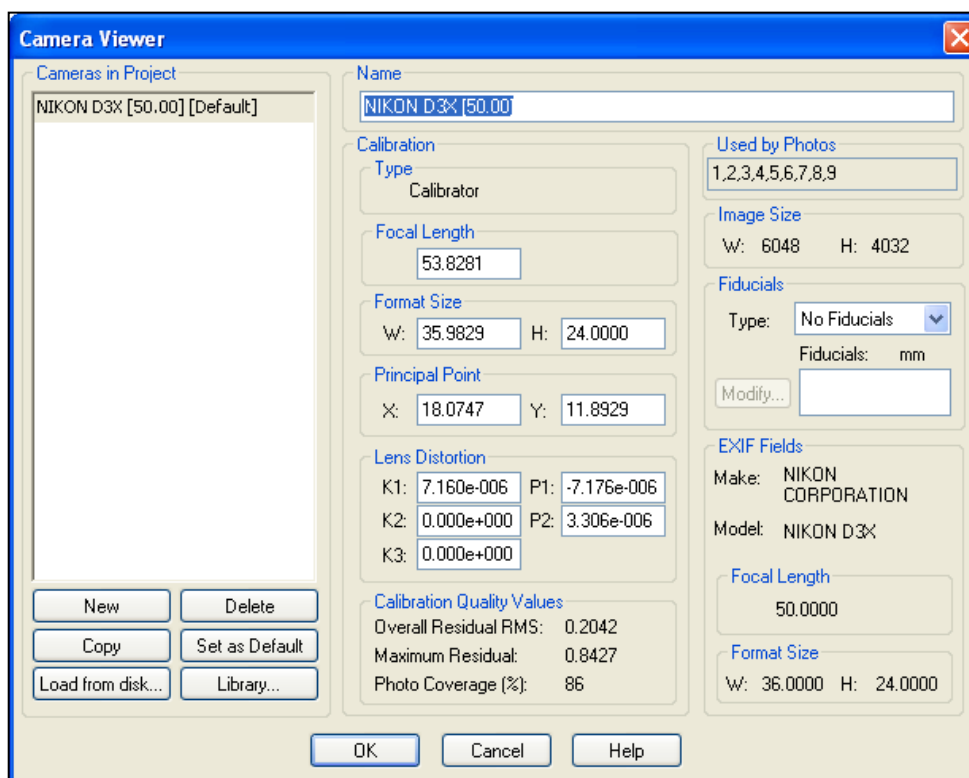 Camera Viewer
Cameras in Project
NIKON D3X [50.00] [Default]
New Delete
Copy Set as Default
Load from disk... Library...
Name
NIKON D3X [50.00]
Calibration
Type
Calibrator
Focal Length
53.8281
Format Size
W: 35.9829 H: 24.0000
Principal Point
X: 18.0747 Y: 11.8929
Lens Distortion
K1: 7.160e-006 P1: -7.176e-006
K2: 0.000e+000 P2: 3.306e-006
K3: 0.000e+000
Calibration Quality Values
Overall Residual RMS: 0.2042
Maximum Residual: 0.8427
Photo Coverage (%): 86
Used by Photos
1,2,3,4,5,6,7,8,9
Image Size
W: 6048 H: 4032
Fiducials
Type: No Fiducials
Fiducials: mm
Modify...
EXIF Fields
Make: NIKON
CORPORATION
Model: NIKON D3X
Focal Length
50.0000
Format Size
W: 36.0000 H: 24.0000
OK Cancel Help